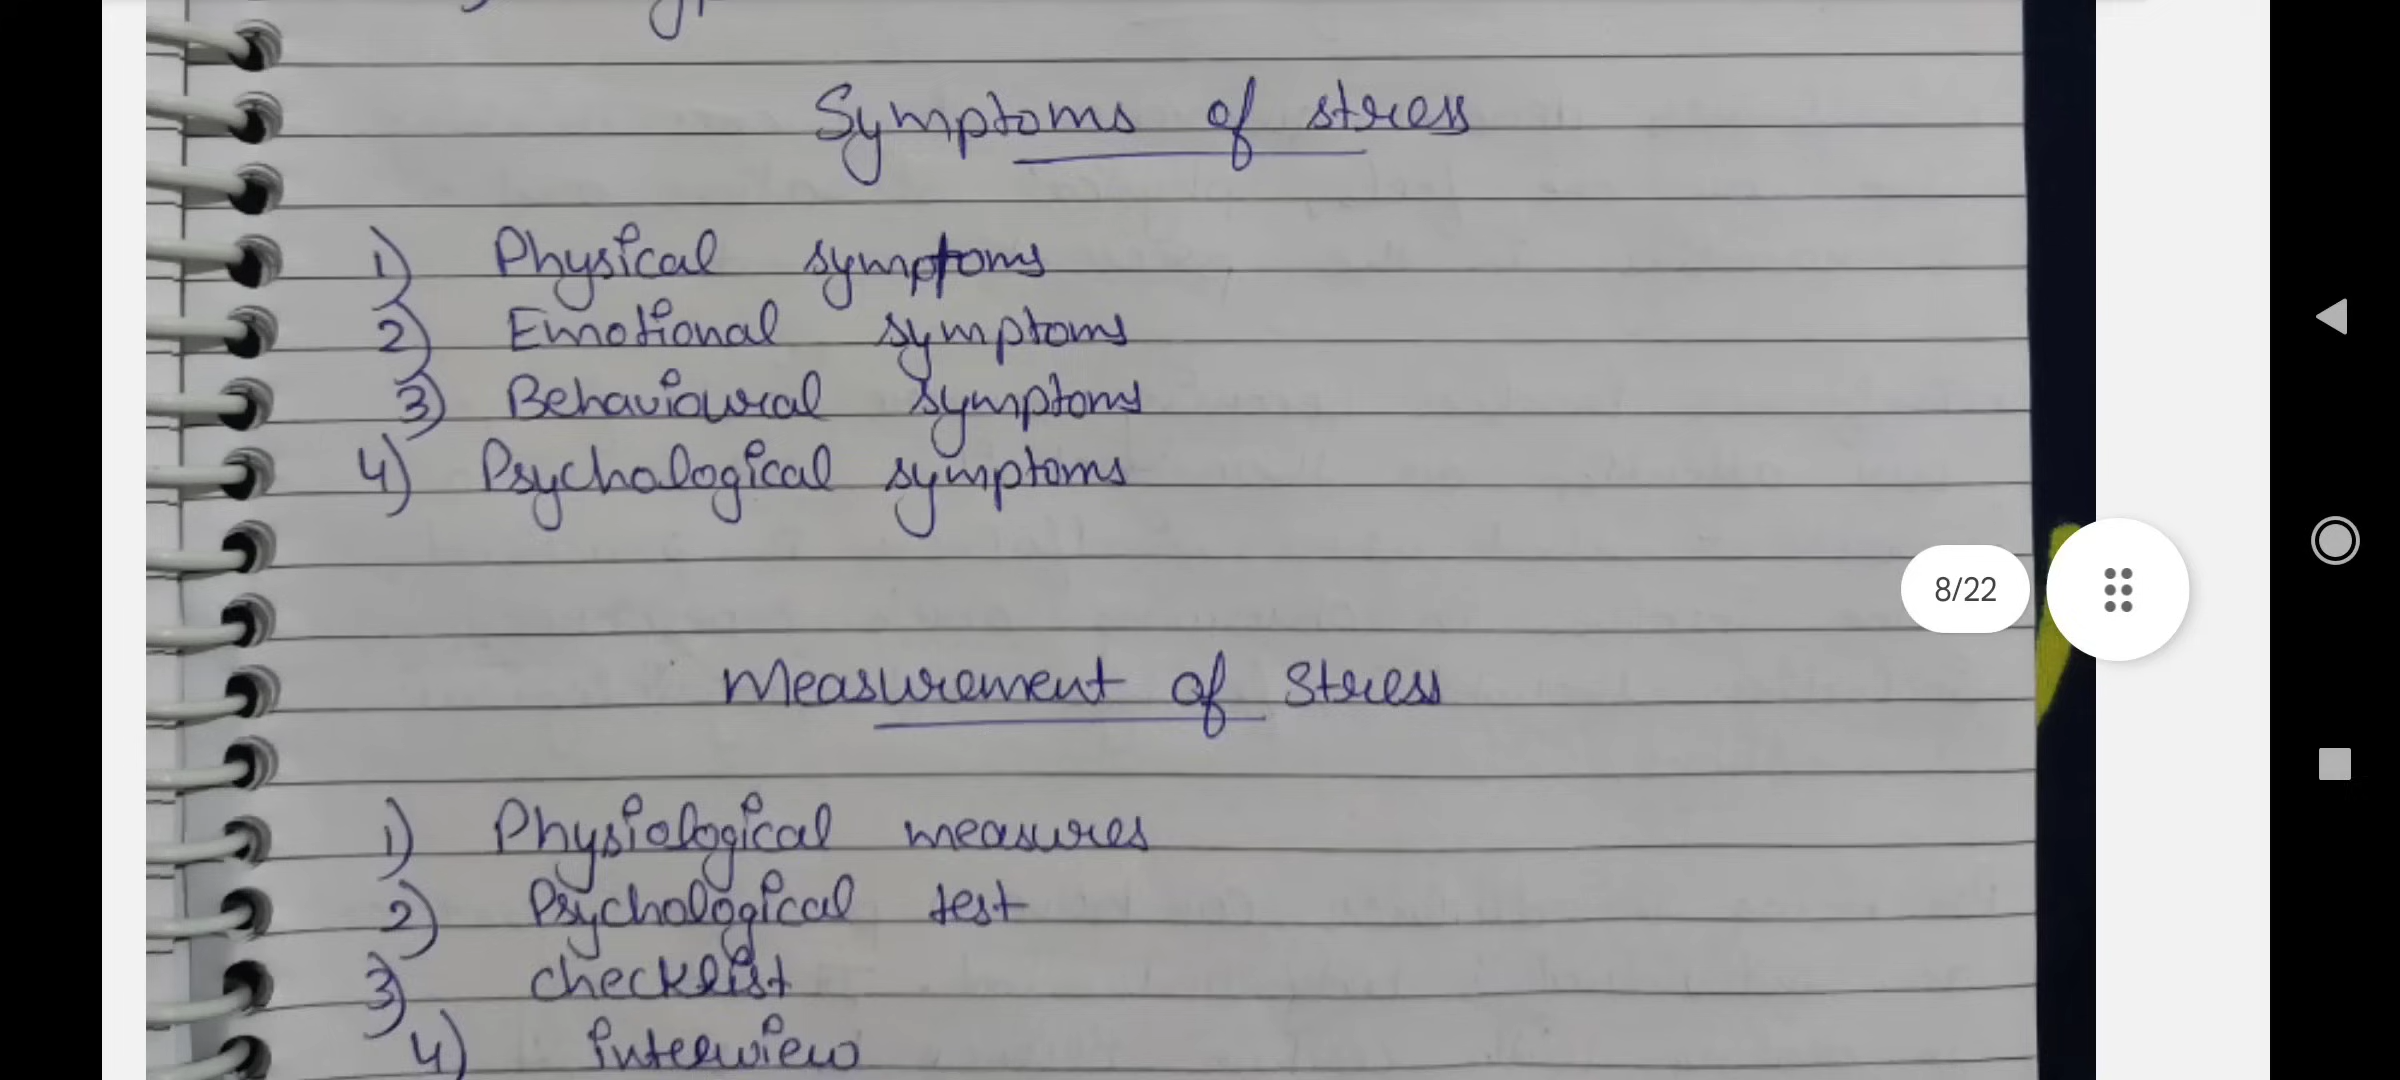 Symptoms of stress
1) Physical symptoms
2) Emotional symptoms
3) Behavioural symptoms
4) Psychological symptoms
8/22
Measurement of stress
1) Physiological measures
2) Psychological test
3) checklist
4) interview